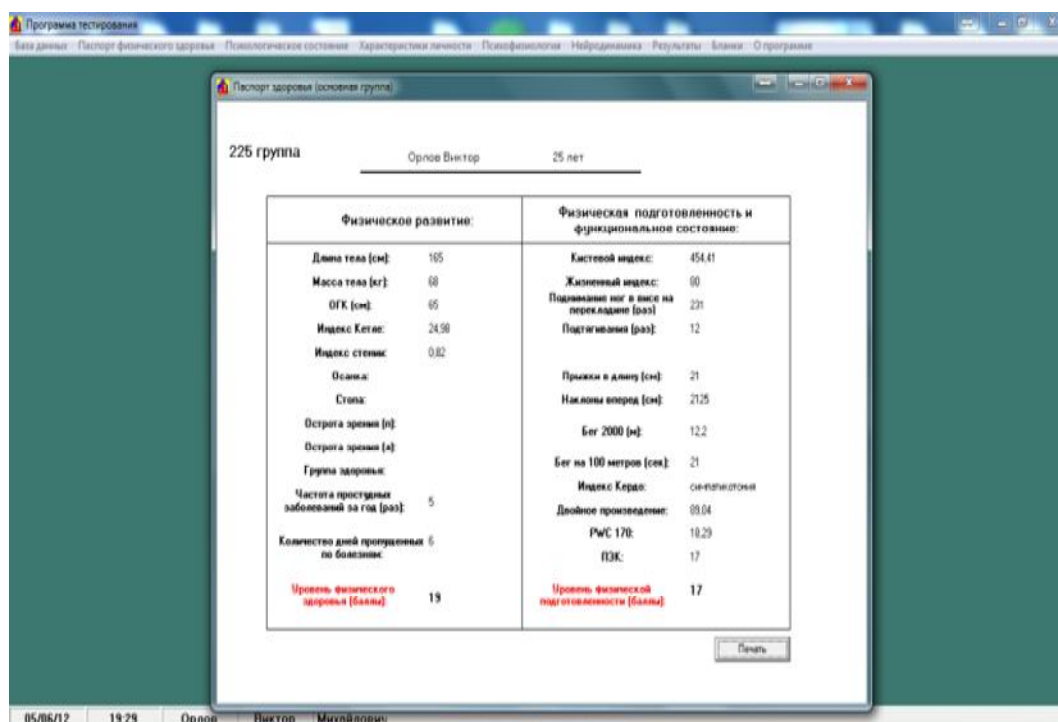 Программа тестирования
База данных Паспорт физического здоровья Психологическое состояние Характеристики личности Психофизиология Нейродинамика Результаты Бланки О программе
Паспорт здоровья (основная группа)
225 группа
Орлов Виктор 25 лет
Физическое развитие:
Длина тела (см): 165
Масса тела (кг): 68
ОГК (см): 65
Индекс Кетле: 24,98
Индекс стении: 0,82
Осанка:
Стопа:
Острота зрения (п):
Острота зрения (л):
Группа здоровья:
Частота простудных
заболеваний за год (раз): 5
Количество дней пропущенных 6
по болезням:
Уровень физического
здоровья (баллы): 19
Физическая подготовленность и
функциональное состояние:
Кистевой индекс: 454,41
Жизненный индекс: 80
Поднимание ног в висе на
перекладине (раз) 231
Подтягивания (раз): 12
Прыжки в длину (см): 21
Наклоны вперед (см): 2125
Бег 2000 (м): 12,2
Бег на 100 метров (сек): 21
Индекс Кердо: симпатикотония
Двойное произведение: 89,04
PWC 170: 10,29
ПЭК: 17
Уровень физической
подготовленности (баллы): 17
Печать
05/06/12 19:29 Орлов Виктор Михайлович